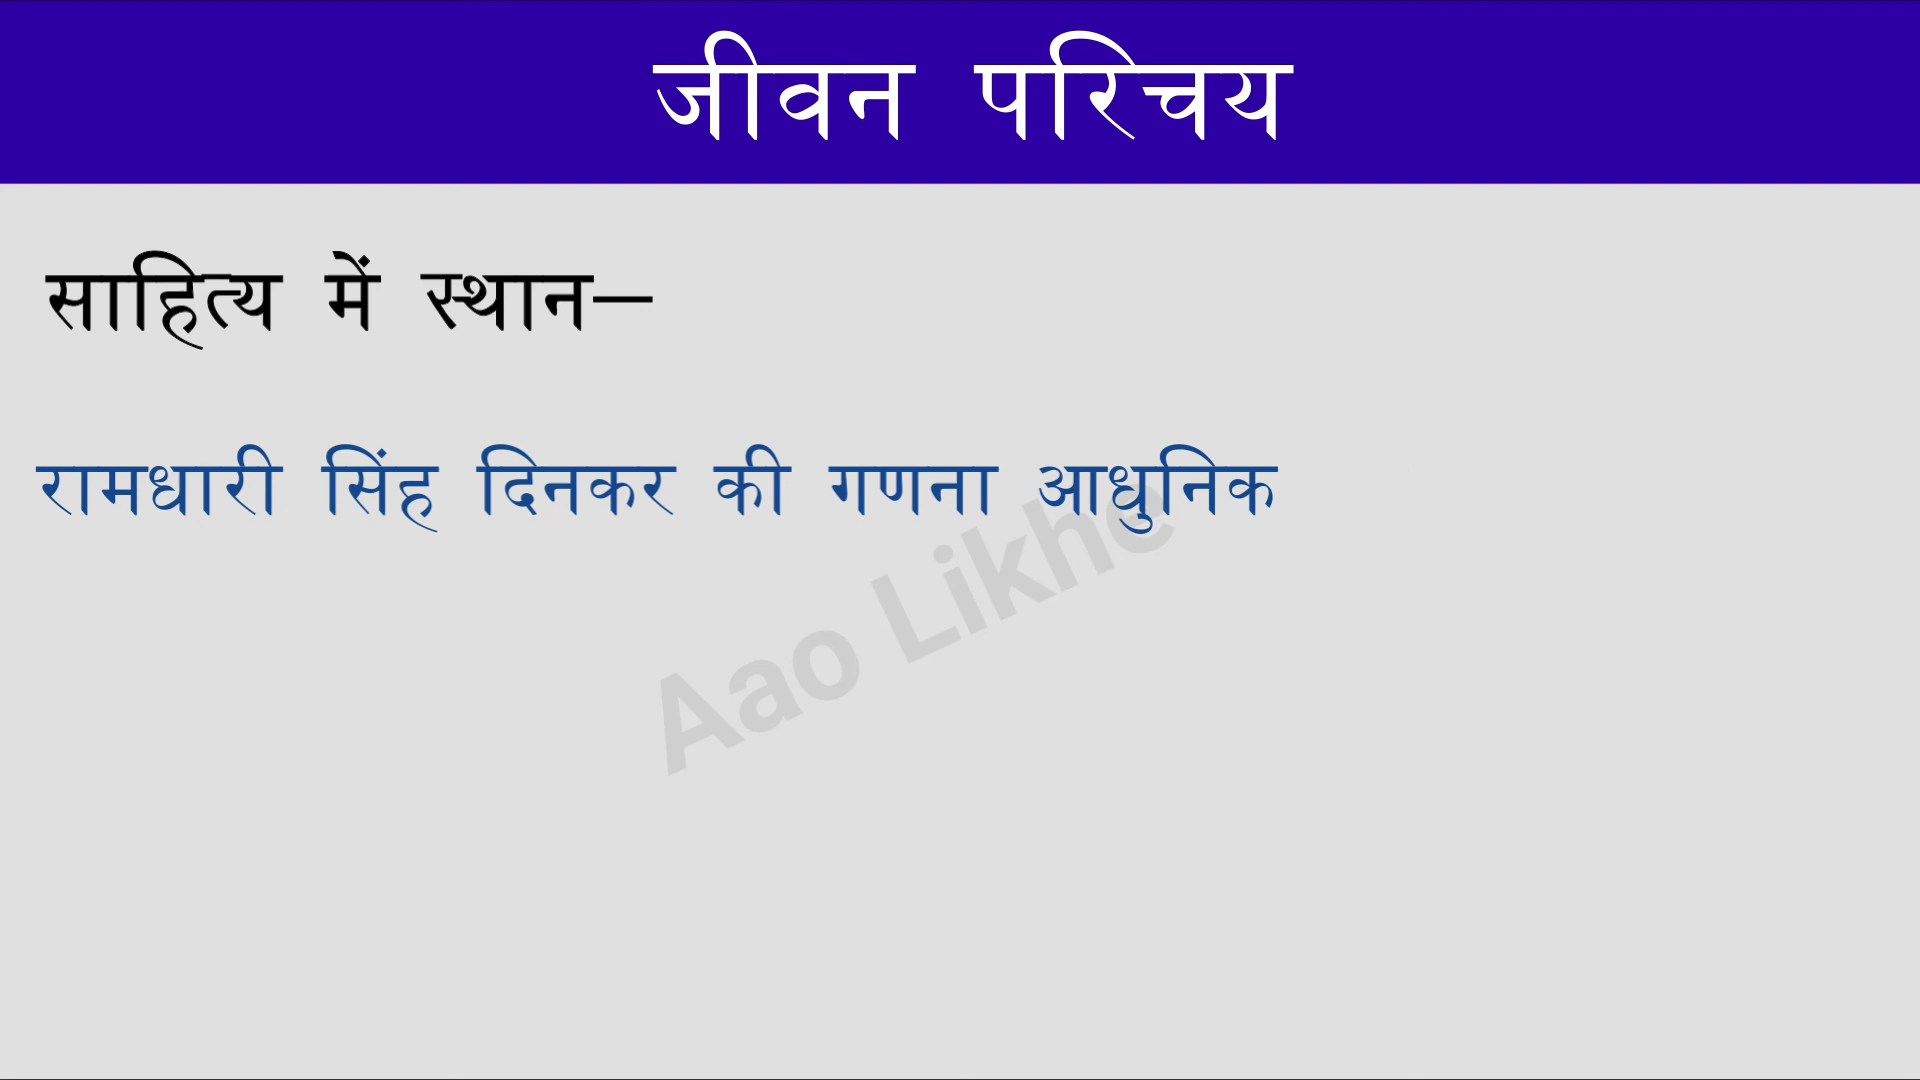 जीवन परिचय
साहित्य में स्थान—
रामधारी सिंह दिनकर की गणना आधुनिक
Aao Likhe